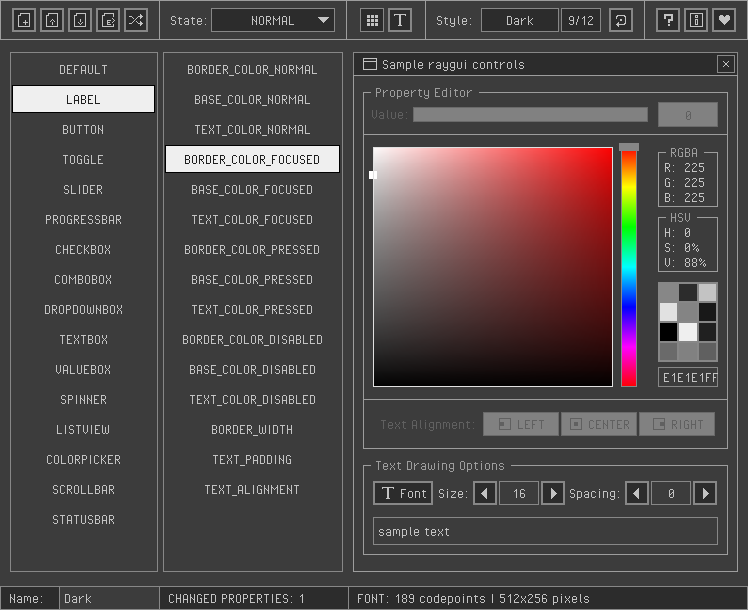 State: NORMAL T Style: Dark 9/12 ?
DEFAULT
LABEL
BUTTON
TOGGLE
SLIDER
PROGRESSBAR
CHECKBOX
COMBOBOX
DROPDOWNBOX
TEXTBOX
VALUEBOX
SPINNER
LISTVIEW
COLORPICKER
SCROLLBAR
STATUSBAR
BORDER_COLOR_NORMAL
BASE_COLOR_NORMAL
TEXT_COLOR_NORMAL
BORDER_COLOR_FOCUSED
BASE_COLOR_FOCUSED
TEXT_COLOR_FOCUSED
BORDER_COLOR_PRESSED
BASE_COLOR_PRESSED
TEXT_COLOR_PRESSED
BORDER_COLOR_DISABLED
BASE_COLOR_DISABLED
TEXT_COLOR_DISABLED
BORDER_WIDTH
TEXT_PADDING
TEXT_ALIGNMENT
Sample raygui controls
Property Editor
Value: 0
RGBA
R: 225
G: 225
B: 225
HSV
H: 0
S: 0%
V: 88%
E1E1E1FF
Text Alignment: LEFT CENTER RIGHT
Text Drawing Options
T Font Size: 16 Spacing: 0
sample text
Name: Dark CHANGED PROPERTIES: 1 FONT: 189 codepoints | 512x256 pixels